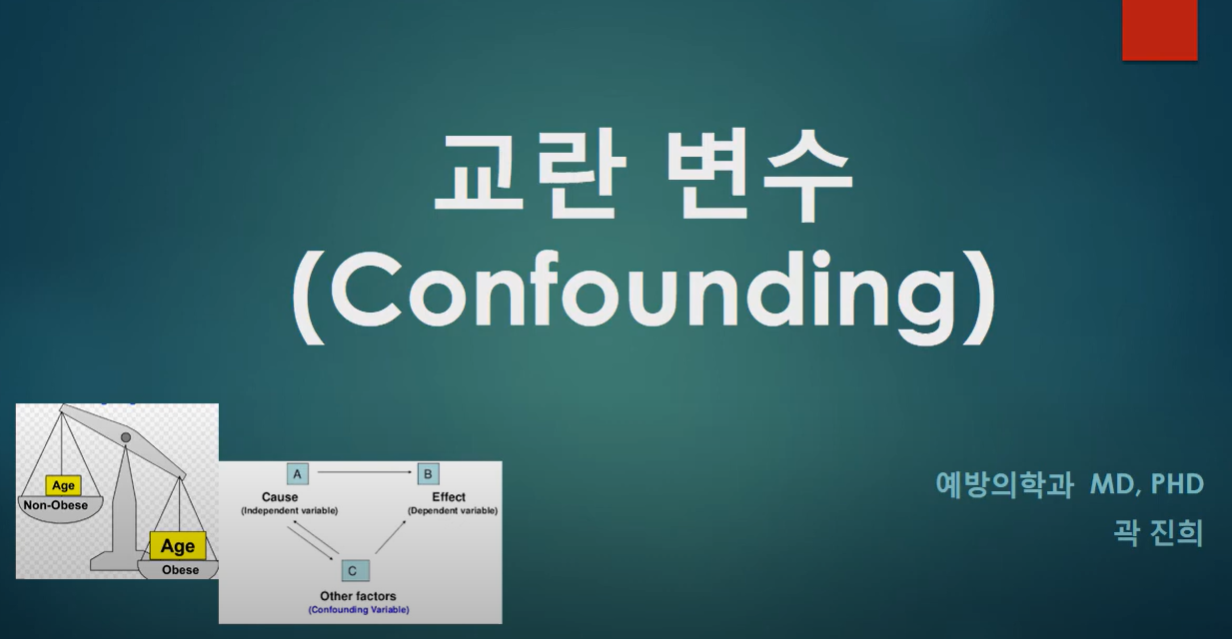 교란 변수
(Confounding)
예방의학과 MD, PHD
곽 진희
Age
Non-Obese
Age
Obese
A
B
Cause
(Independent variable)
Effect
(Dependent variable)
C
Other factors
(Confounding Variable)